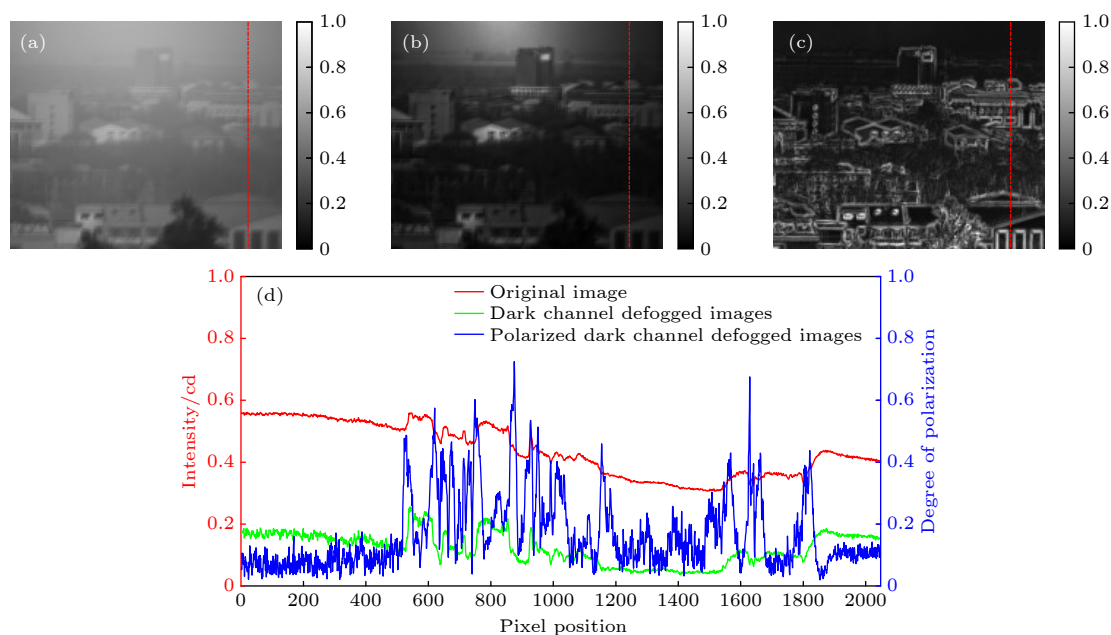 (a)
1.0
0.8
0.6
0.4
0.2
0
(b)
1.0
0.8
0.6
0.4
0.2
0
(c)
1.0
0.8
0.6
0.4
0.2
0
(d)
Original image
Dark channel defogged images
Polarized dark channel defogged images
Intensity/cd
1.0
0.8
0.6
0.4
0.2
0
1.0
0.8
0.6
0.4
0.2
0
Degree of polarization
0 200 400 600 800 1000 1200 1400 1600 1800 2000
Pixel position